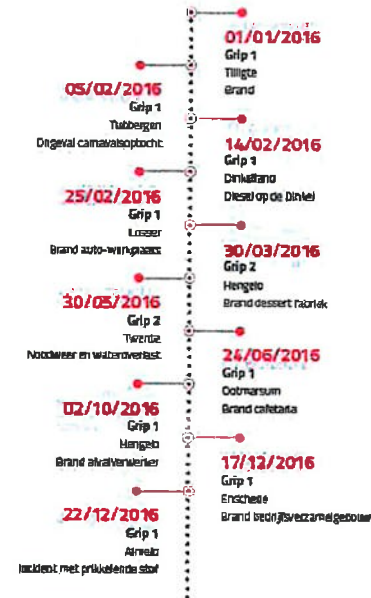 01/01/2016
Grip 1
Tilligte
Brand
05/02/2016
Grip 1
Tubbergen
Ongeval carnavalsoptocht
14/02/2016
Grip 1
Dinkelland
Diesel op de Dinkel
25/02/2016
Grip 1
Losser
Brand auto-werkplaats
30/03/2016
Grip 2
Hengelo
Brand dessert fabriek
30/05/2016
Grip 2
Twente
Noodweer en wateroverlast
24/06/2016
Grip 1
Ootmarsum
Brand cafetaria
02/10/2016
Grip 1
Hengelo
Brand afvalverwerker
17/12/2016
Grip 1
Enschede
Brand bedrijfsverzamelgebouw
22/12/2016
Grip 1
Almelo
Incident met prikkelende stof